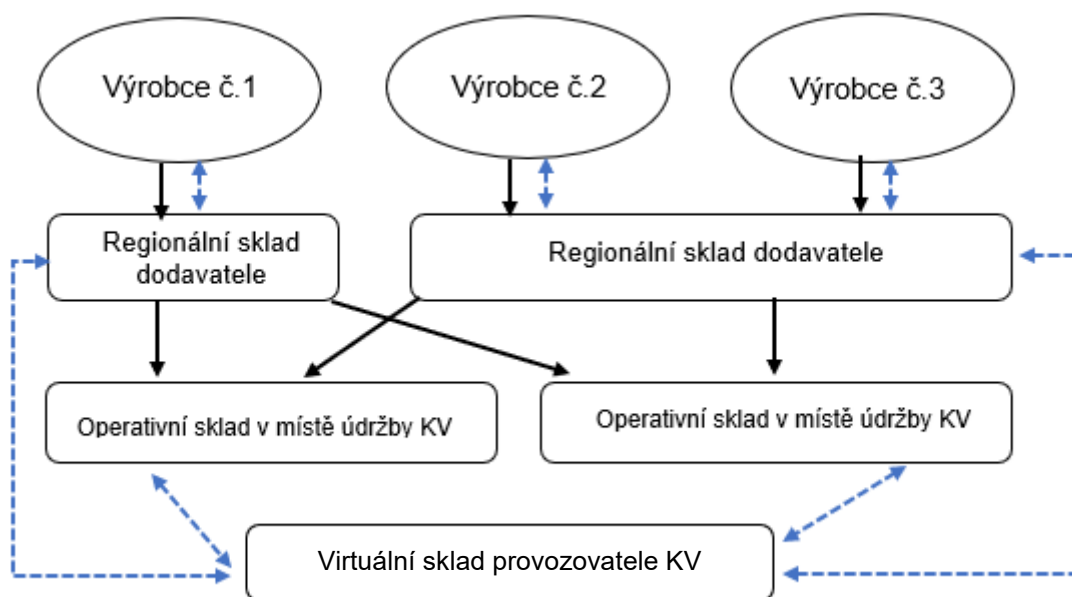 Výrobce č.1
Výrobce č.2
Výrobce č.3
Regionální sklad
dodavatele
Regionální sklad dodavatele
Operativní sklad v místě údržby KV
Operativní sklad v místě údržby KV
Virtuální sklad provozovatele KV